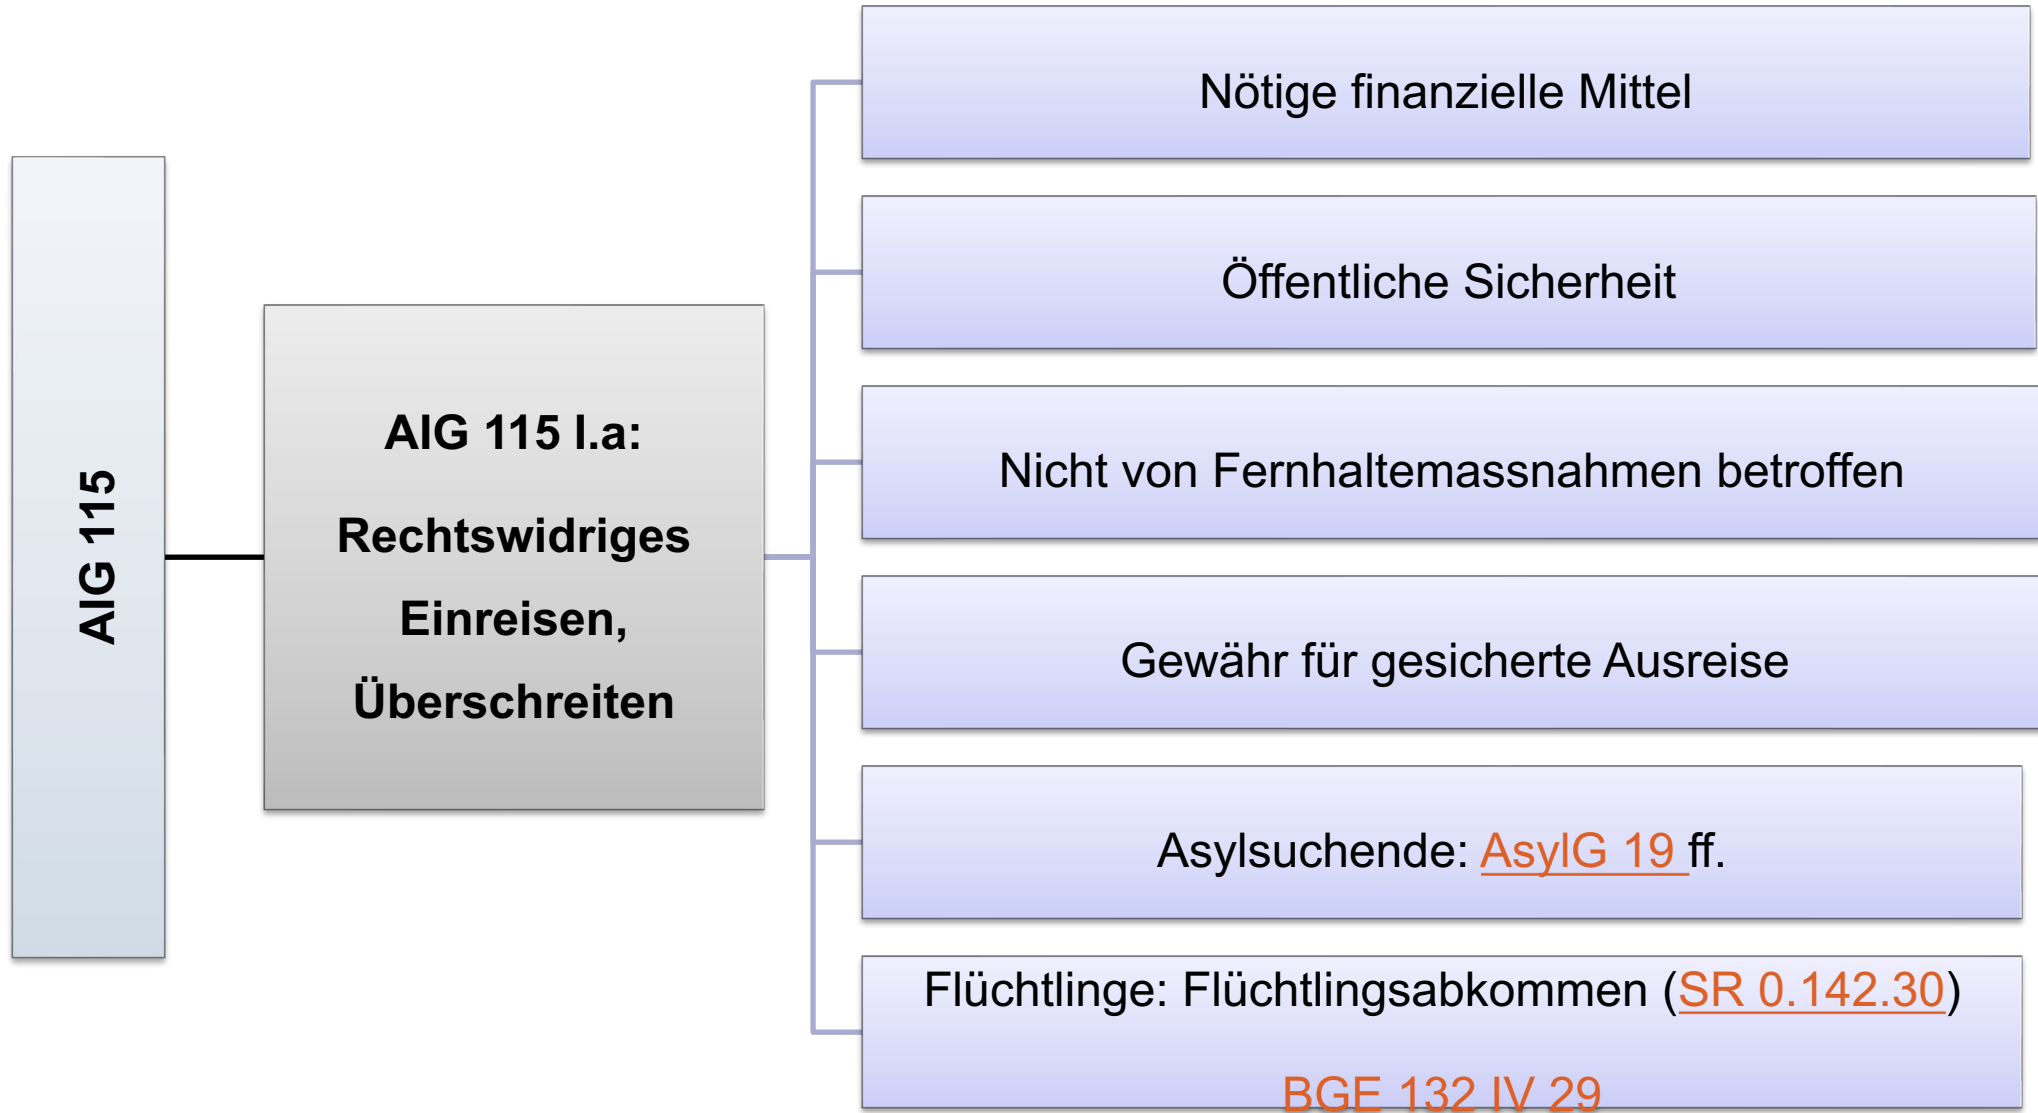 AIG 115
AIG 115 I.a:
Rechtswidriges
Einreisen,
Überschreiten
Nötige finanzielle Mittel
Öffentliche Sicherheit
Nicht von Fernhaltemassnahmen betroffen
Gewähr für gesicherte Ausreise
Asylsuchende: AsylG 19 ff.
Flüchtlinge: Flüchtlingsabkommen (SR 0.142.30)
BGE 132 IV 29